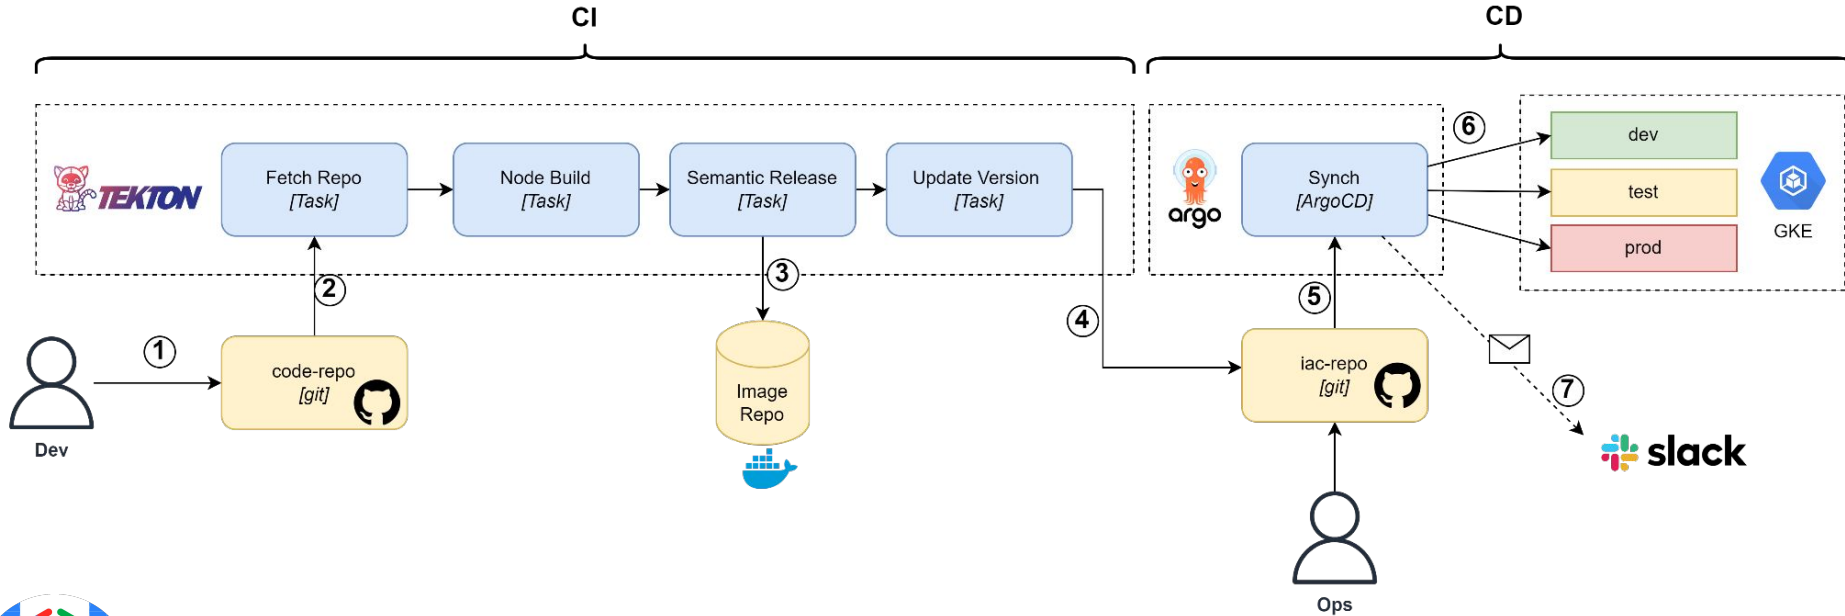 CI
CD
TEKTON
Fetch Repo
[Task]
Node Build
[Task]
Semantic Release
[Task]
Update Version
[Task]
argo
Synch
[ArgoCD]
6
dev
test
prod
GKE
2
3
4
5
1
code-repo
[git]
Dev
Image
Repo
iac-repo
[git]
7
slack
Ops